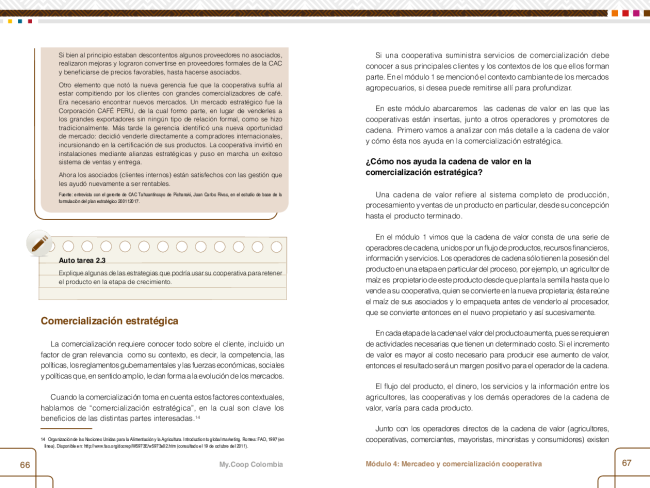 Si bien al principio estaban descontentos algunos proveedores no asociados,
realizaron mejoras y lograron convertirse en proveedores formales de la CAC
y beneficiarse de precios favorables, hasta hacerse asociados.
Otro elemento que notó la nueva gerencia fue que la cooperativa sufría al
estar compitiendo por los clientes con grandes comercializadores de café.
Era necesario encontrar nuevos mercados. Un mercado estratégico fue la
Corporación CAFE PERU, de la cual forma parte, en lugar de venderles a
los grandes exportadores sin ningún tipo de relación formal, como se hizo
tradicionalmente. Más tarde la gerencia identificó una nueva oportunidad
de mercado: decidió venderle directamente a compradores internacionales,
incursionando en la certificación de sus productos. La cooperativa invirtió en
instalaciones mediante alianzas estratégicas y puso en marcha un exitoso
sistema de ventas y entrega.
Ahora los asociados (clientes internos) están satisfechos con las gestión que
les ayudó nuevamente a ser rentables.
Fuente: entrevista con el gerente de CAC Tahuantinsuyo de Pichanaki, Juan Carlos Risco, en el estudio de base de la
formulación del plan estratégico 2001/2017.
Auto tarea 2.3
Explique algunas de las estrategias que podría usar su cooperativa para retener
el producto en la etapa de crecimiento.
Comercialización estratégica
La comercialización requiere conocer todo sobre el cliente, incluido un
factor de gran relevancia como su contexto, es decir, la competencia, las
políticas, los reglamentos gubernamentales y las fuerzas económicas, sociales
y políticas que, en sentido amplio, le dan forma a la evolución de los mercados.
Cuando la comercialización toma en cuenta estos factores contextuales,
hablamos de “comercialización estratégica”, en la cual son clave los
beneficios de las distintas partes interesadas. 14
14 Organización de las Naciones Unidas para la Alimentación y la Agricultura. Introduction to global marketing. Roma: FAO, 1997 (en
línea). Disponible en: (consultado el 19 de octubre del 2011).
66
My.Coop Colombia
Si una cooperativa suministra servicios de comercialización debe
conocer a sus principales clientes y los contextos de los que ellos forman
parte. En el módulo 1 se mencionó el contexto cambiante de los mercados
agropecuarios, si desea puede remitirse allí para profundizar.
En este módulo abarcaremos las cadenas de valor en las que las
cooperativas están insertas, junto a otros operadores y promotores de
cadena. Primero vamos a analizar con más detalle a la cadena de valor
y cómo ésta nos ayuda en la comercialización estratégica.
¿Cómo nos ayuda la cadena de valor en la
comercialización estratégica?
Una cadena de valor refiere al sistema completo de producción,
procesamiento y ventas de un producto en particular, desde su concepción
hasta el producto terminado.
En el módulo 1 vimos que la cadena de valor consta de una serie de
operadores de cadena, unidos por un flujo de productos, recursos financieros,
información y servicios. Los operadores de cadena sólo tienen la posesión del
producto en una etapa en particular del proceso, por ejemplo, un agricultor de
maíz es propietario de este producto desde que planta la semilla hasta que lo
vende a su cooperativa, quien se convierte en la nueva propietaria; ésta reúne
el maíz de sus asociados y lo empaqueta antes de venderlo al procesador,
que se convierte entonces en el nuevo propietario y así sucesivamente.
En cada etapa de la cadena el valor del producto aumenta, pues se requieren
de actividades necesarias que tienen un determinado costo. Si el incremento
de valor es mayor al costo necesario para producir ese aumento de valor,
entonces el resultado será un margen positivo para el operador de la cadena.
El flujo del producto, el dinero, los servicios y la información entre los
agricultores, las cooperativas y los demás operadores de la cadena de
valor, varía para cada producto.
Junto con los operadores directos de la cadena de valor (agricultores,
cooperativas, comerciantes, mayoristas, minoristas y consumidores) existen
Módulo 4: Mercadeo y comercialización cooperativa
67